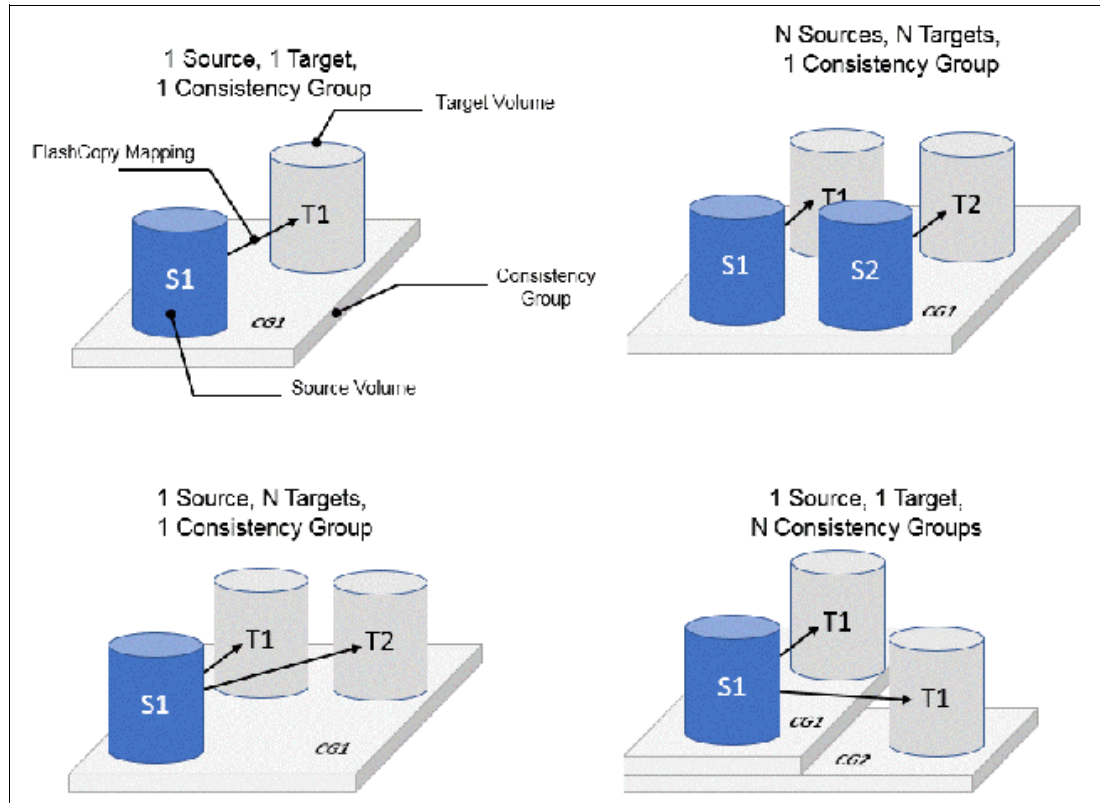 1 Source, 1 Target,
1 Consistency Group
Target Volume
FlashCopy Mapping
T1
S1
Consistency
Group
CG1
Source Volume
N Sources, N Targets,
1 Consistency Group
T1
T2
S1
S2
CG1
1 Source, N Targets,
1 Consistency Group
T1
T2
S1
CG1
1 Source, 1 Target,
N Consistency Groups
T1
S1
T1
CG1
CG2